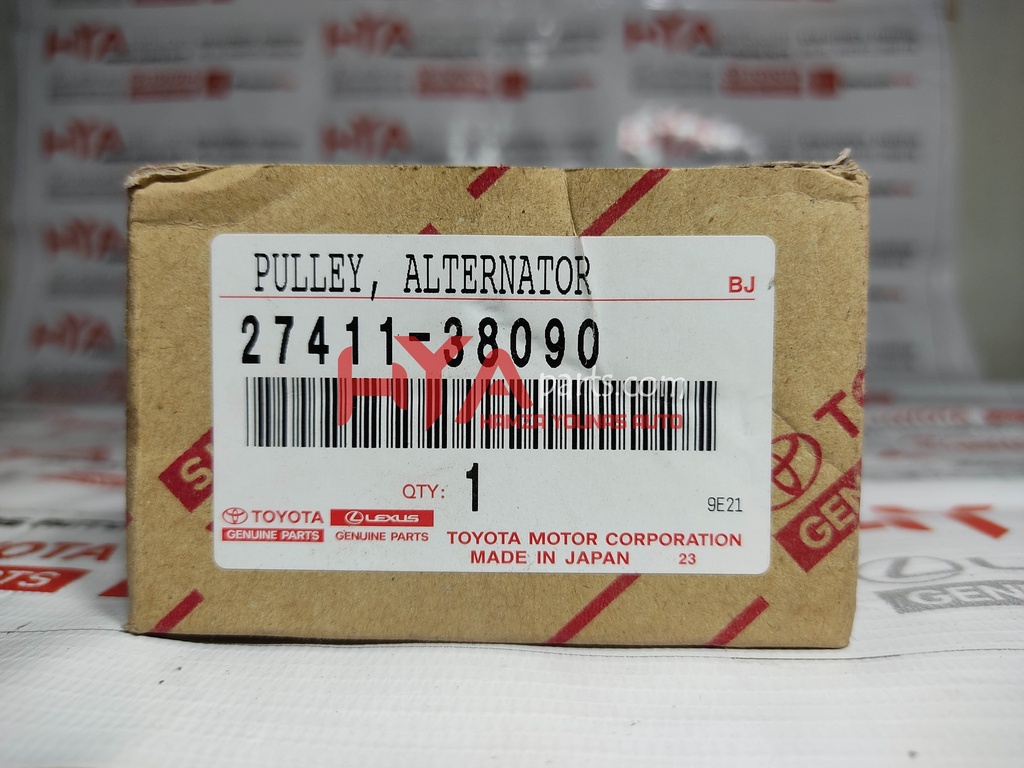 PULLEY, ALTERNATOR
BJ
27411-38090
HYA parts.com
HAMZA YOUNAS AUTO
QTY: 1
9E21
TOYOTA
GENUINE PARTS
LEXUS
GENUINE PARTS
TOYOTA MOTOR CORPORATION
MADE IN JAPAN 23